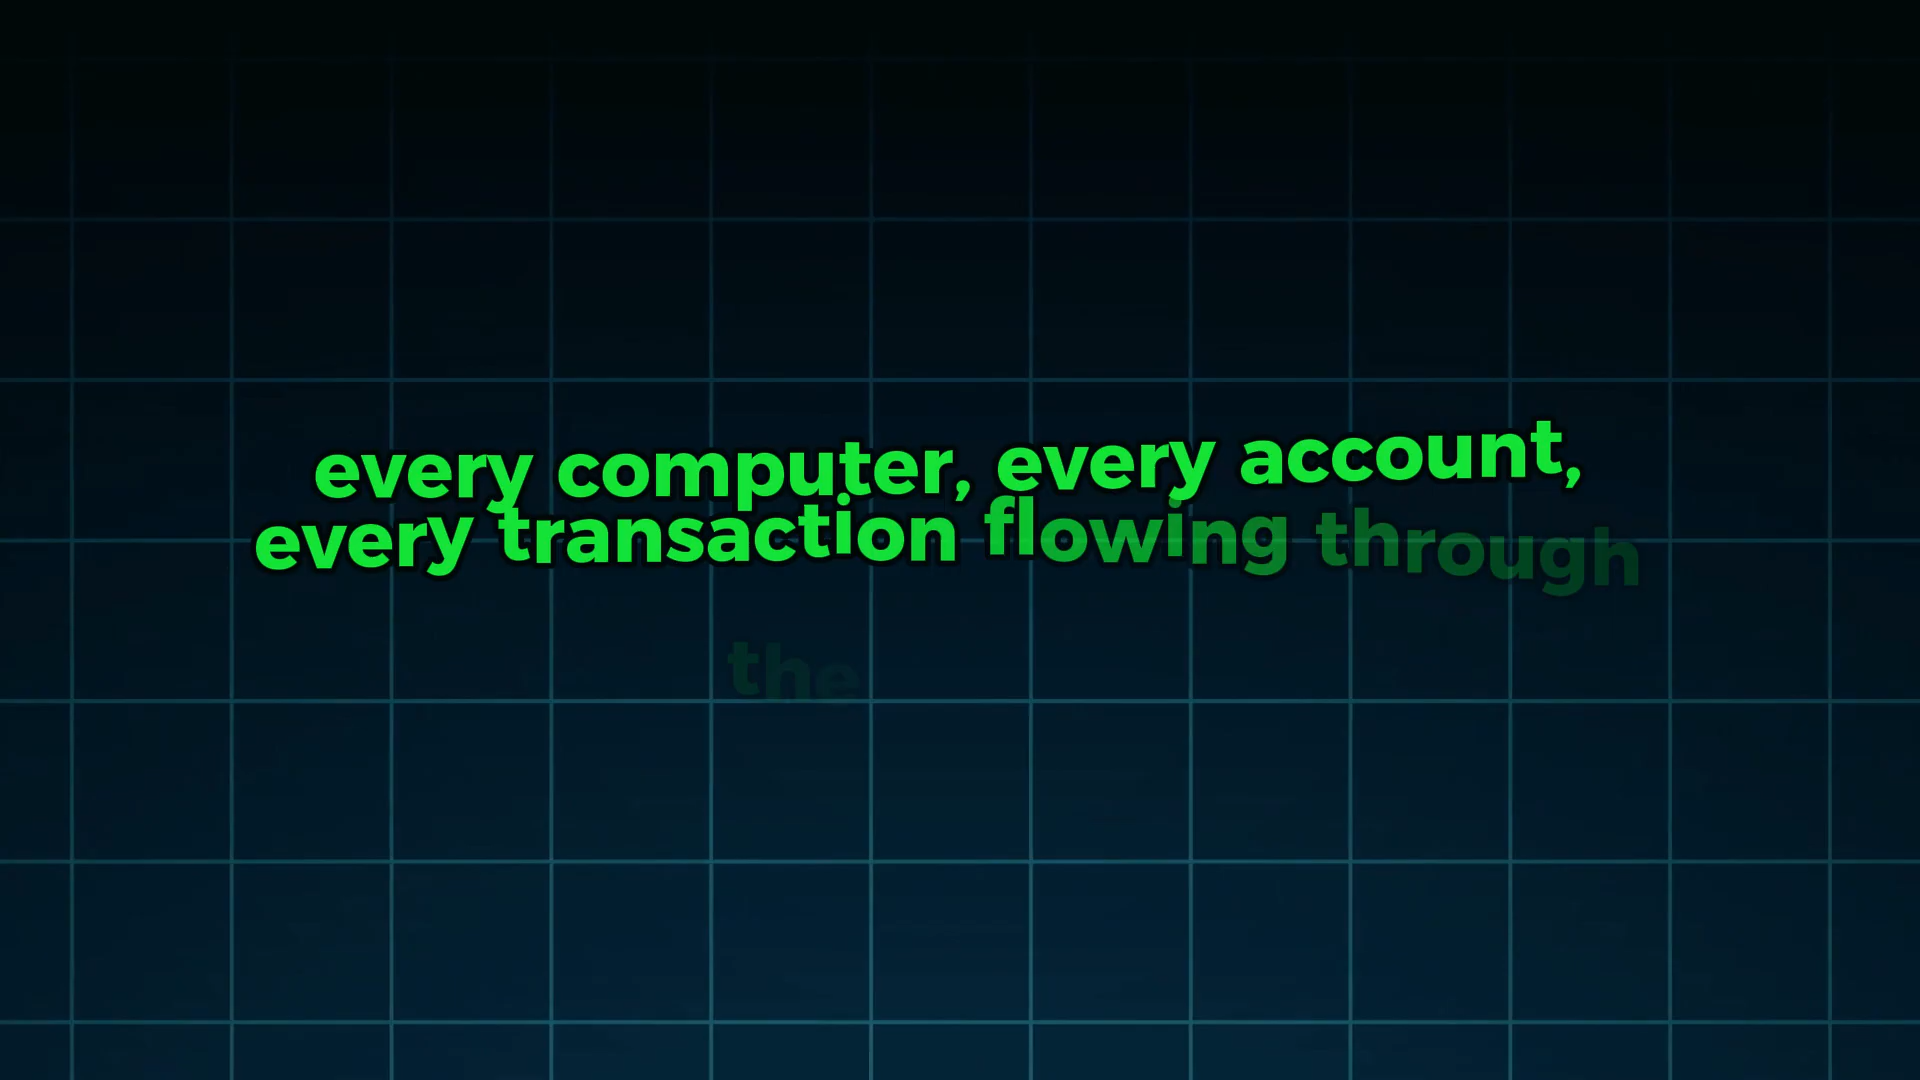 every computer, every account,
every transaction flowing through
the